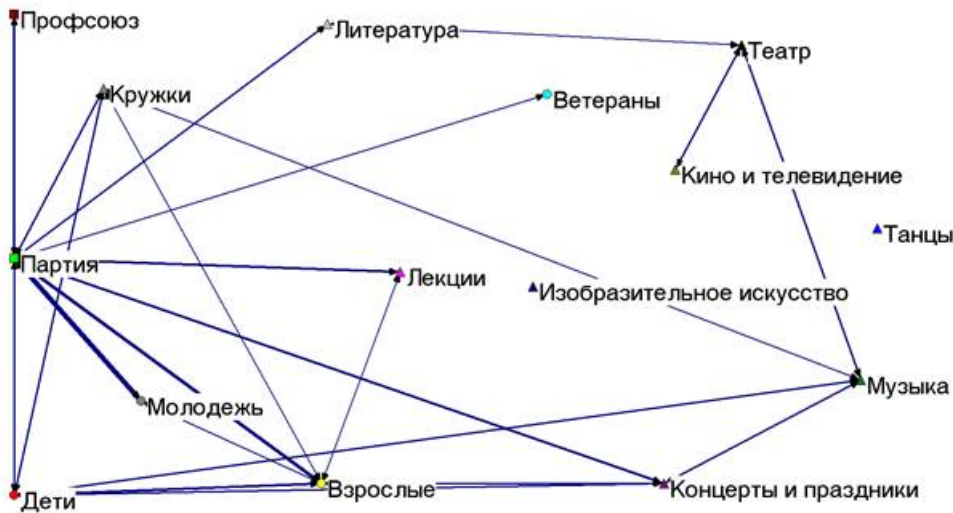 Профсоюз
Литература
Театр
Кружки
Ветераны
Кино и телевидение
Танцы
Партия
Лекции
Изобразительное искусство
Музыка
Молодежь
Взрослые
Концерты и праздники
Дети